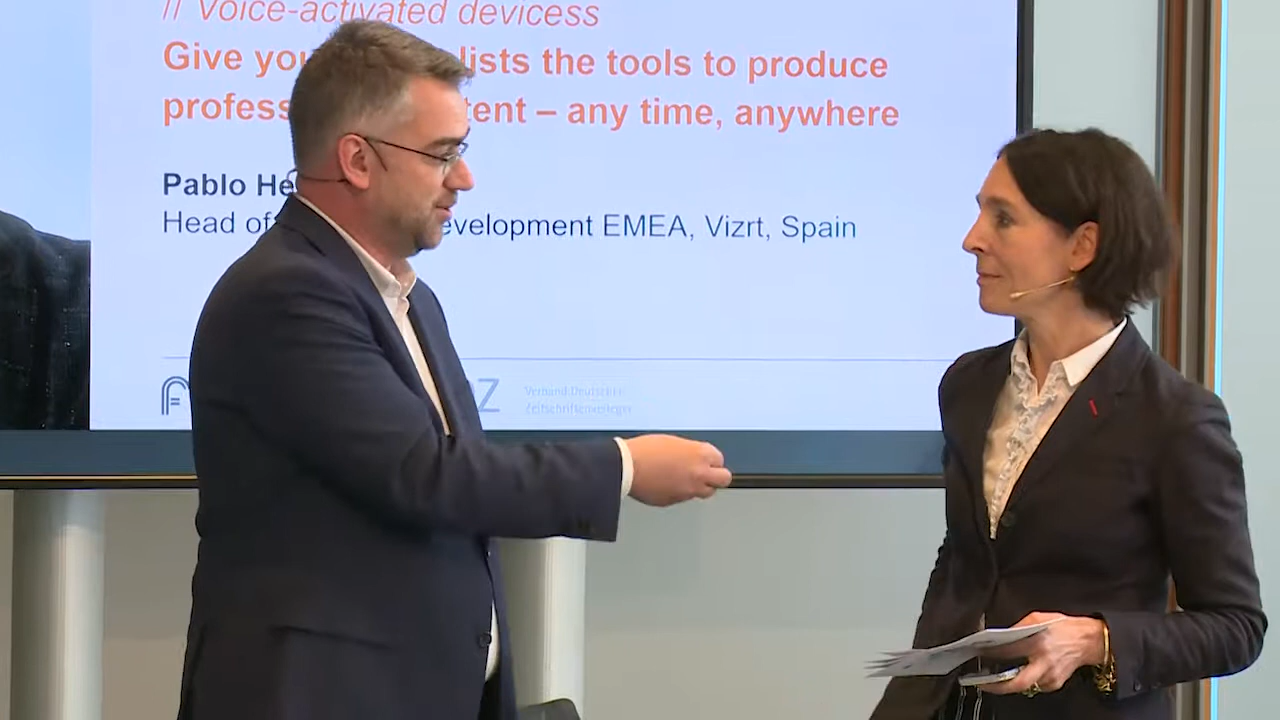 // Voice-activated devicess
Give you lists the tools to produce
profess tent – any time, anywhere
Pablo He
Head of evelopment EMEA, Vizrt, Spain
Verband Deutscher
Zeitschriftenverleger